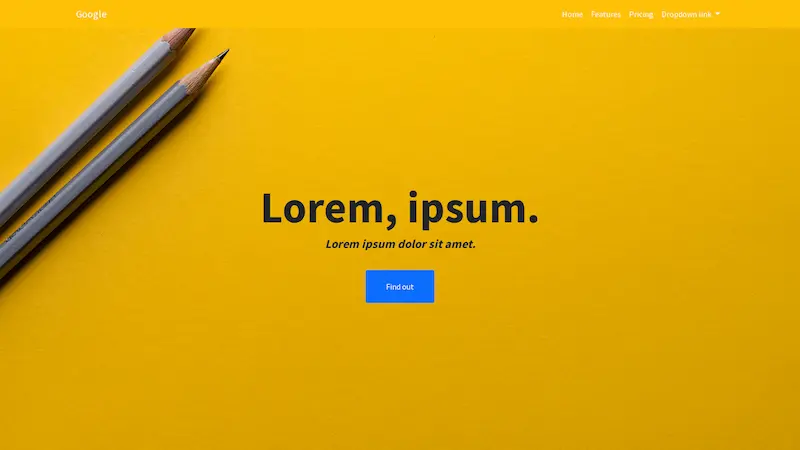 Google
Home Features Pricing Dropdown link
Lorem, ipsum.
Lorem ipsum dolor sit amet.
Find out